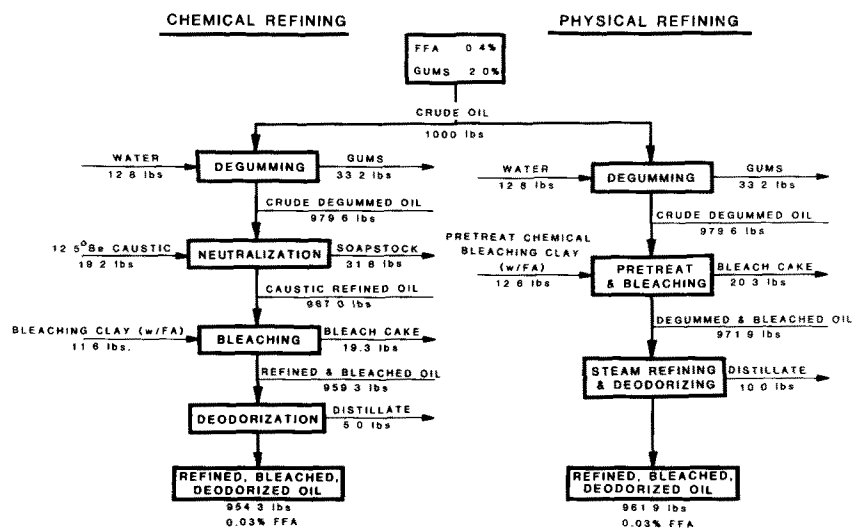 CHEMICAL REFINING
PHYSICAL REFINING
FFA 0.4%
GUMS 2.0%
CRUDE OIL
1000 lbs
WATER
12.8 lbs
DEGUMMING
GUMS
33.2 lbs
CRUDE DEGUMMED OIL
979.6 lbs
12.5°Be CAUSTIC
19.2 lbs
NEUTRALIZATION
SOAPSTOCK
31.8 lbs
CAUSTIC REFINED OIL
967.0 lbs
BLEACHING CLAY (w/FA)
11.6 lbs.
BLEACHING
BLEACH CAKE
19.3 lbs
REFINED & BLEACHED OIL
959.3 lbs
DEODORIZATION
DISTILLATE
5.0 lbs
REFINED, BLEACHED,
DEODORIZED OIL
954.3 lbs
0.03% FFA
WATER
12.8 lbs
DEGUMMING
GUMS
33.2 lbs
CRUDE DEGUMMED OIL
979.6 lbs
PRETREAT CHEMICAL
BLEACHING CLAY
(w/FA)
12.6 lbs
PRETREAT
& BLEACHING
BLEACH CAKE
20.3 lbs
DEGUMMED & BLEACHED OIL
971.9 lbs
STEAM REFINING
& DEODORIZING
DISTILLATE
10.0 lbs
REFINED, BLEACHED,
DEODORIZED OIL
961.9 lbs
0.03% FFA